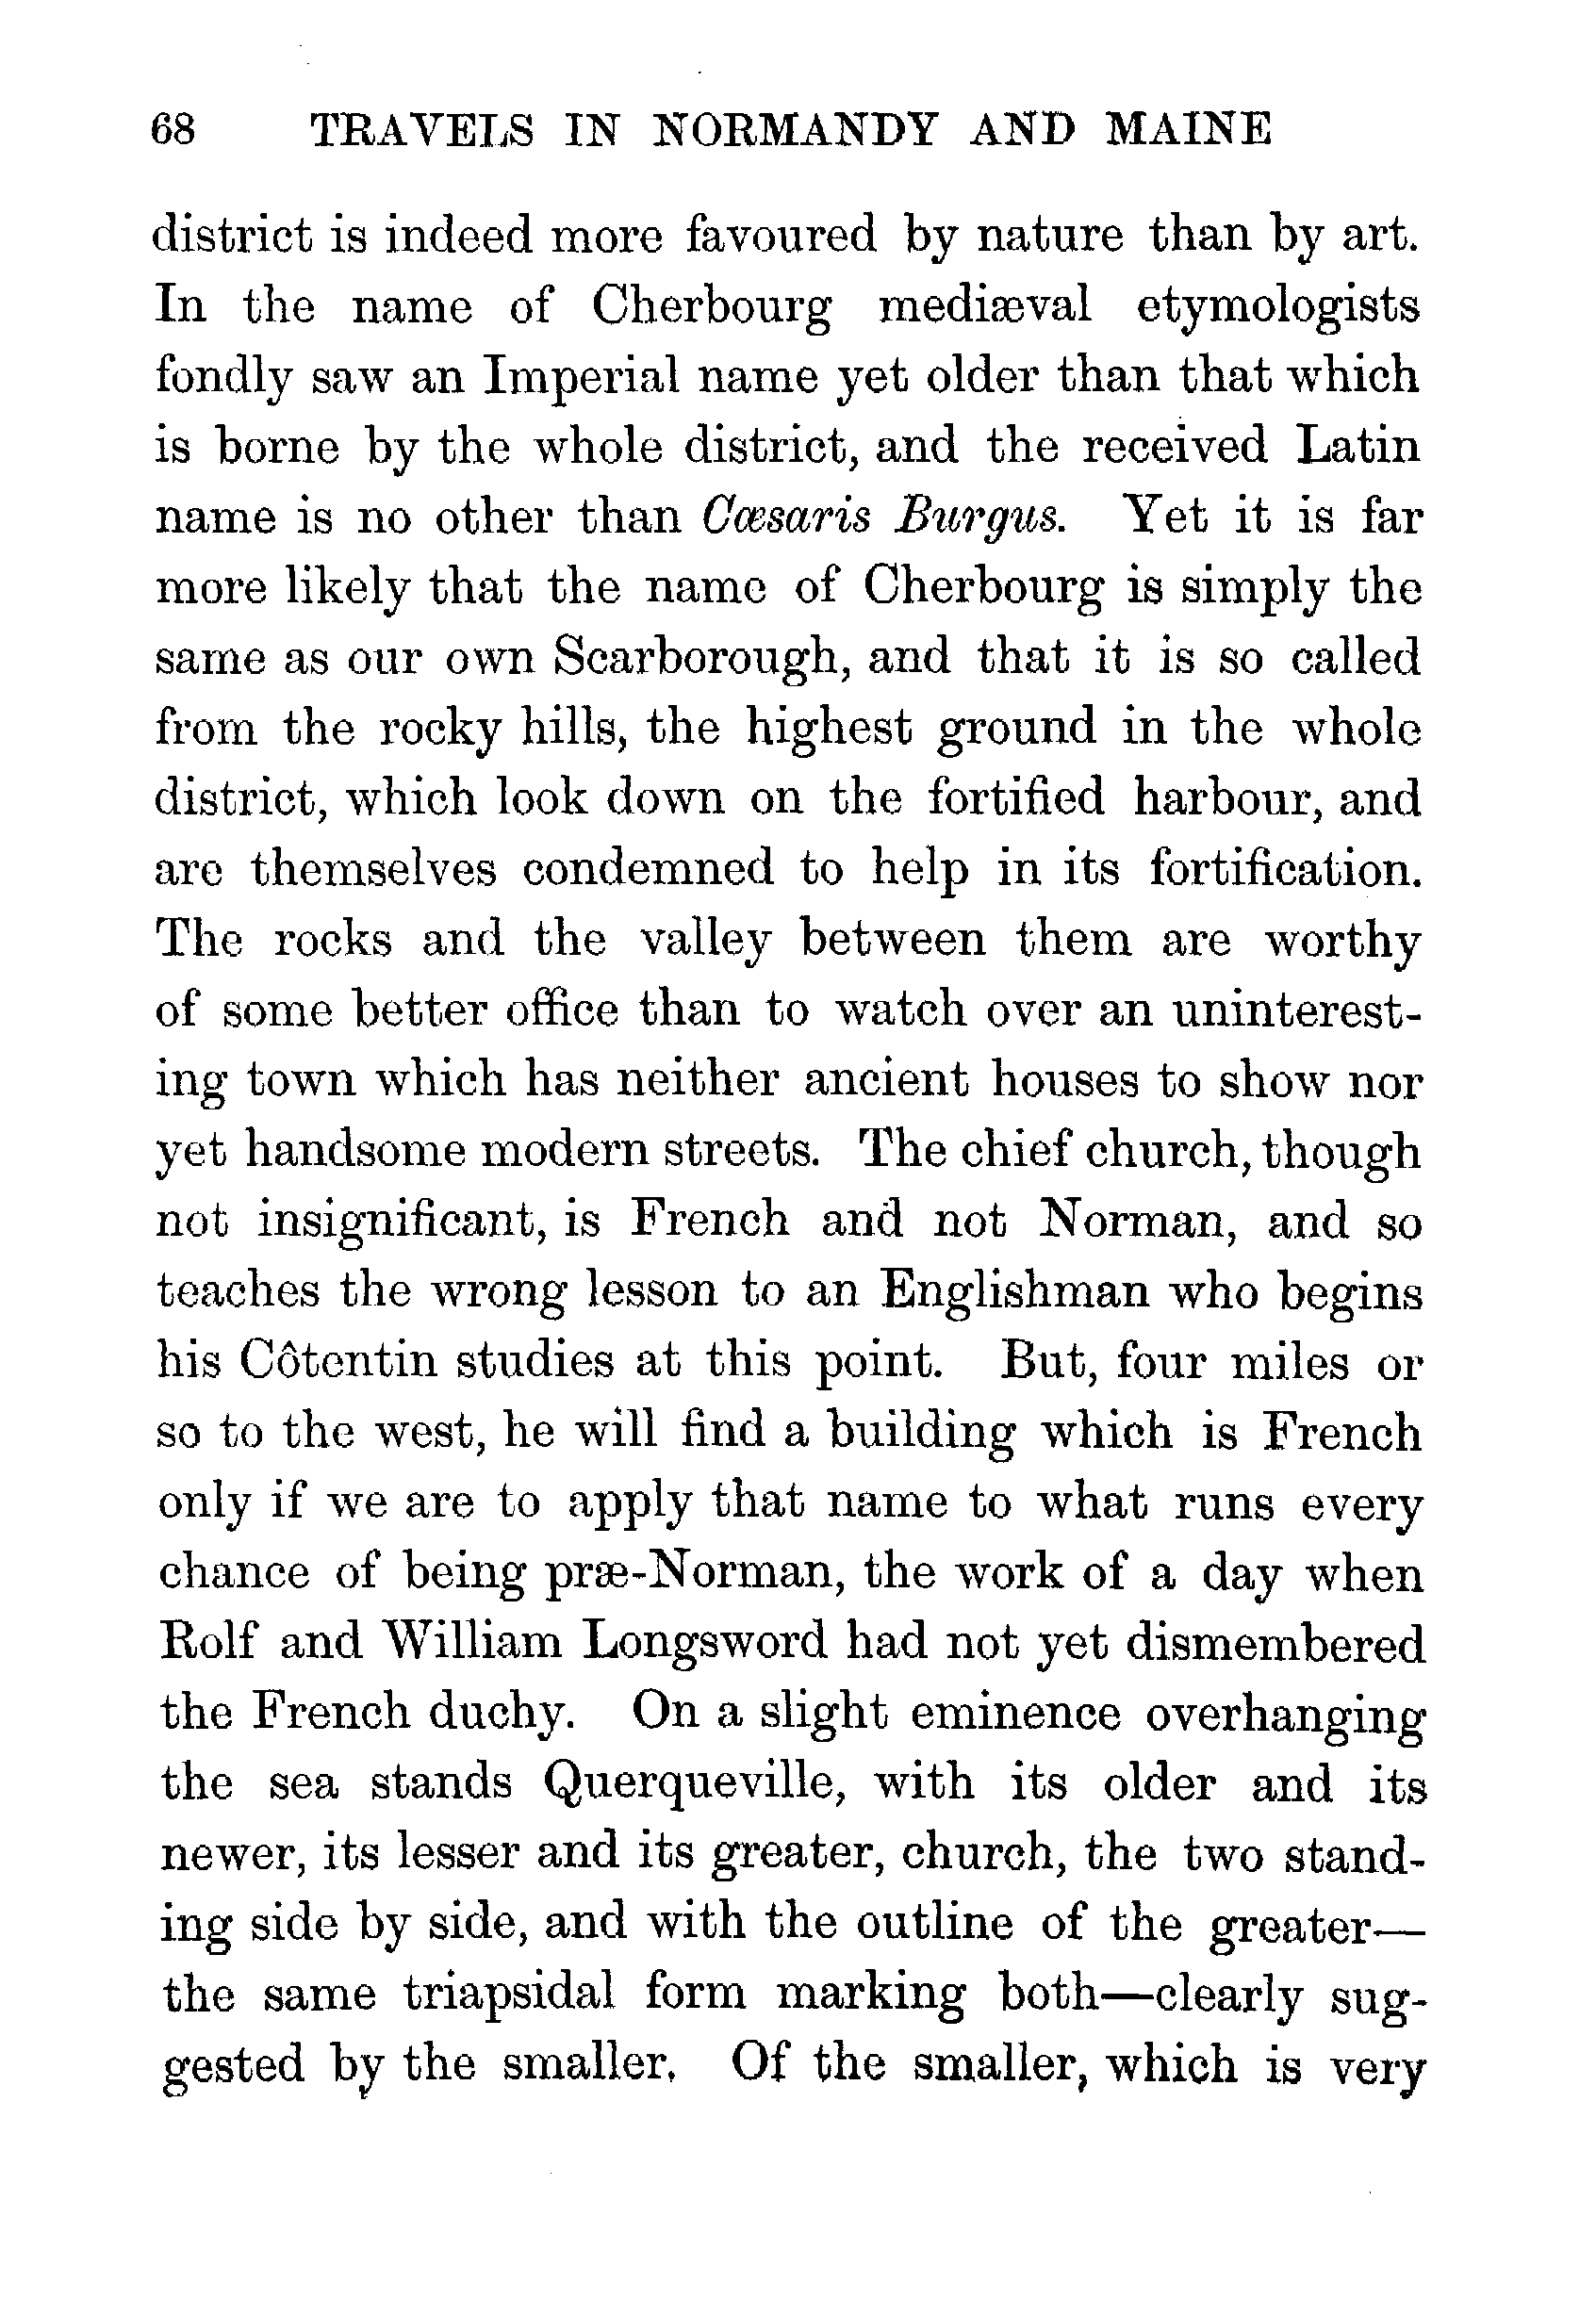 68 TRAVELS IN NORMANDY AND MAINE
district is indeed more favoured by nature than by art.
In the name of Cherbourg mediæval etymologists
fondly saw an Imperial name yet older than that which
is borne by the whole district, and the received Latin
name is no other than Cæsaris Burgus. Yet it is far
more likely that the name of Cherbourg is simply the
same as our own Scarborough, and that it is so called
from the rocky hills, the highest ground in the whole
district, which look down on the fortified harbour, and
are themselves condemned to help in its fortification.
The rocks and the valley between them are worthy
of some better office than to watch over an uninterest-
ing town which has neither ancient houses to show nor
yet handsome modern streets. The chief church, though
not insignificant, is French and not Norman, and so
teaches the wrong lesson to an Englishman who begins
his Côtentin studies at this point. But, four miles or
so to the west, he will find a building which is French
only if we are to apply that name to what runs every
chance of being præ-Norman, the work of a day when
Rolf and William Longsword had not yet dismembered
the French duchy. On a slight eminence overhanging
the sea stands Querqueville, with its older and its
newer, its lesser and its greater, church, the two stand-
ing side by side, and with the outline of the greater—
the same triapsidal form marking both—clearly sug-
gested by the smaller. Of the smaller, which is very